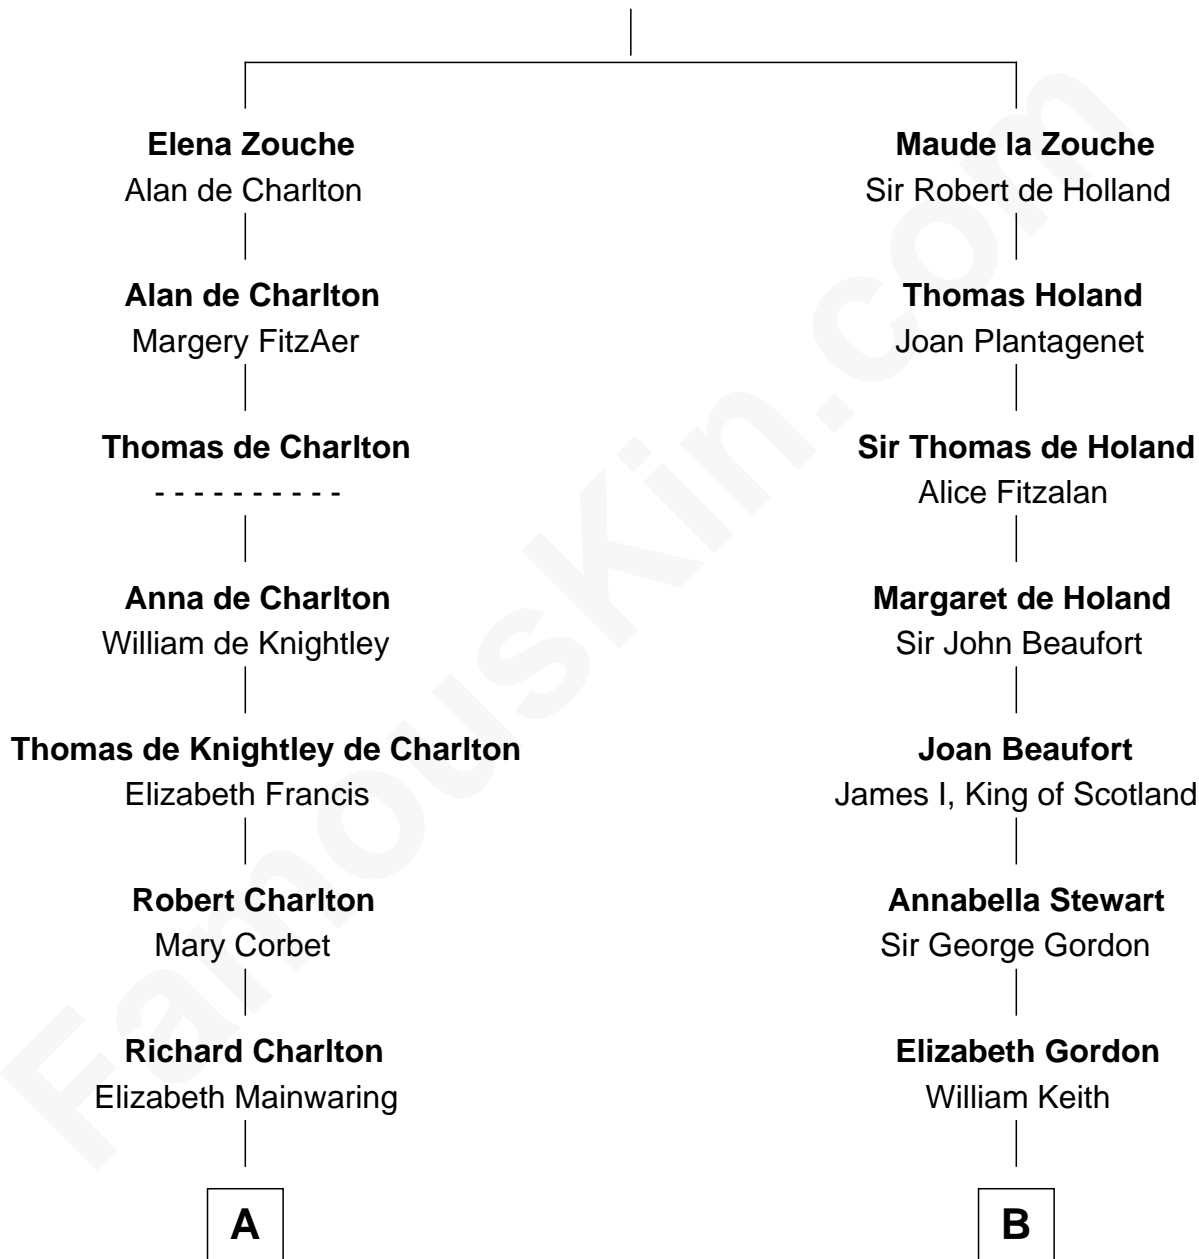 Elena Zouche
Alan de Charlton
Alan de Charlton
Margery FitzAer
Thomas de Charlton
- - - - - - - - - -
Anna de Charlton
William de Knightley
Thomas de Knightley de Charlton
Elizabeth Francis
Robert Charlton
Mary Corbet
Richard Charlton
Elizabeth Mainwaring
A
Maude la Zouche
Sir Robert de Holland
Thomas Holand
Joan Plantagenet
Sir Thomas de Holand
Alice Fitzalan
Margaret de Holand
Sir John Beaufort
Joan Beaufort
James I, King of Scotland
Annabella Stewart
Sir George Gordon
Elizabeth Gordon
William Keith
B
FamousKin.com